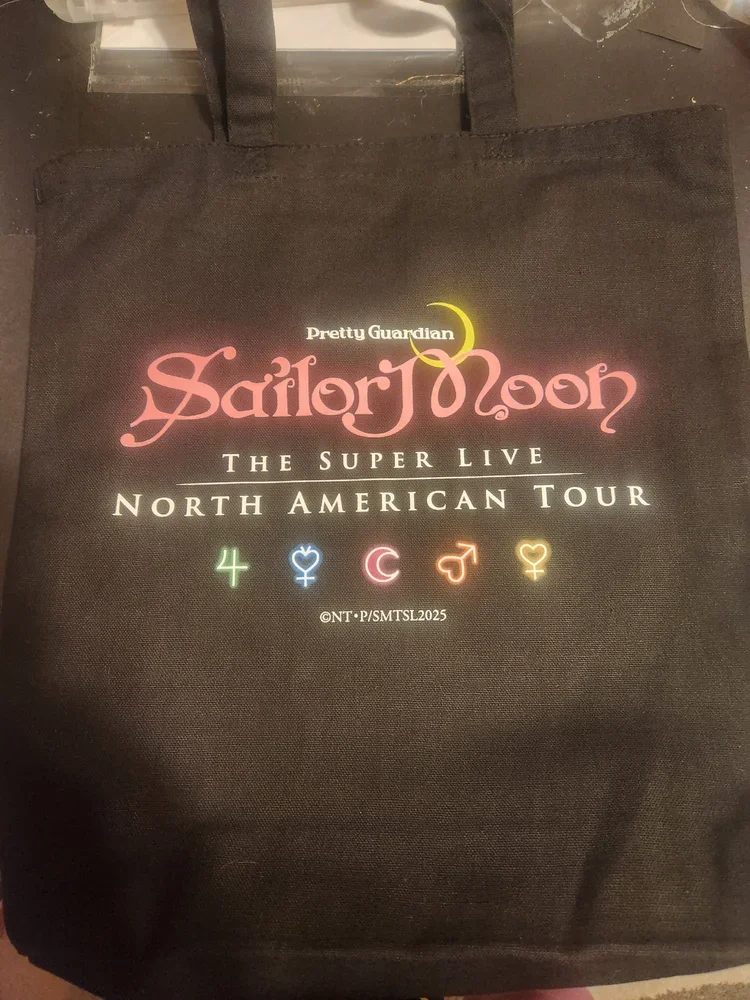 Pretty Guardian
Sailor Moon
The Super Live
North American Tour
©NT•P/SMTSL2025